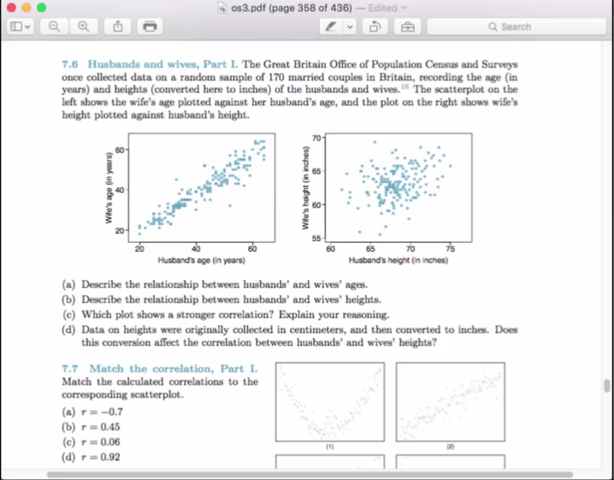 os3.pdf (page 358 of 436) — Edited
Search
7.6 Husbands and wives, Part I. The Great Britain Office of Population Census and Surveys
once collected data on a random sample of 170 married couples in Britain, recording the age (in
years) and heights (converted here to inches) of the husbands and wives.16 The scatterplot on the
left shows the wife's age plotted against her husband's age, and the plot on the right shows wife's
height plotted against husband's height.
Wife's age (in years)
60
40
20
20 40 60
Husband's age (in years)
Wife's height (in inches)
70
65
60
55
60 65 70 75
Husband's height (in inches)
(a) Describe the relationship between husbands' and wives' ages.
(b) Describe the relationship between husbands' and wives' heights.
(c) Which plot shows a stronger correlation? Explain your reasoning.
(d) Data on heights were originally collected in centimeters, and then converted to inches. Does
this conversion affect the correlation between husbands' and wives' heights?
7.7 Match the correlation, Part I.
Match the calculated correlations to the
corresponding scatterplot.
(a) r = −0.7
(b) r = 0.45
(c) r = 0.06
(d) r = 0.92
(1)
(2)